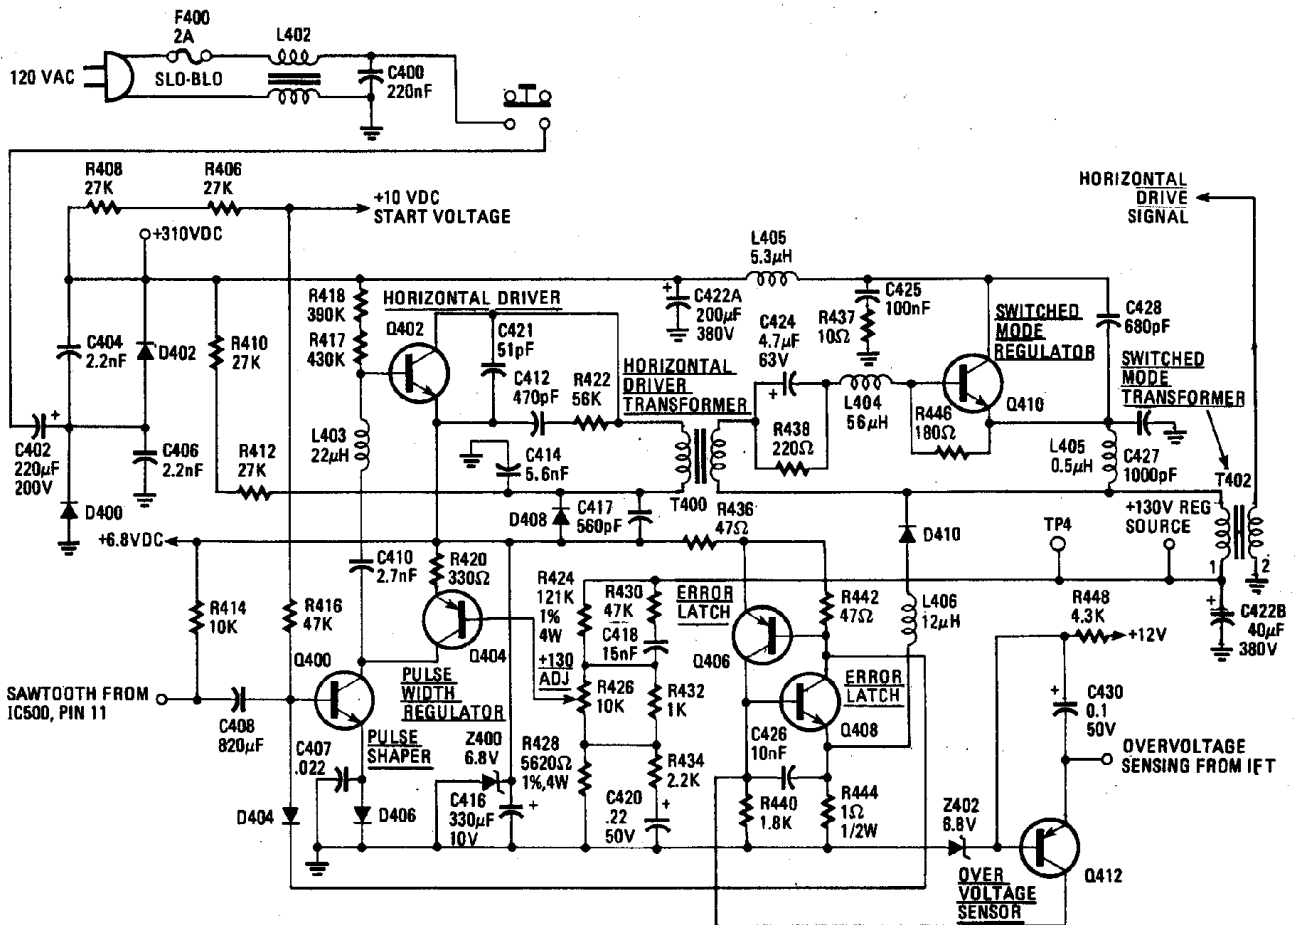 F400
2A
SLO-BLO
L402
120 VAC
C400
220nF
R408
27K
R406
27K
+10 VDC
START VOLTAGE
+310VDC
HORIZONTAL
DRIVE
SIGNAL
L405
5.3µH
R418
390K
R417
430K
HORIZONTAL DRIVER
Q402
C421
51pF
C422A
200µF
380V
+
C425
100nF
R437
10Ω
C424
4.7µF
63V
+
SWITCHED
MODE
REGULATOR
C428
680pF
SWITCHED
MODE
TRANSFORMER
C404
2.2nF
D402
R410
27K
C412
470pF
R422
56K
HORIZONTAL
DRIVER
TRANSFORMER
L404
56µH
Q410
R446
180Ω
R438
220Ω
L403
22µH
C402
220µF
200V
+
C406
2.2nF
R412
27K
C414
5.6nF
L405
0.5µH
C427
1000pF
T402
D400
D408
C417
560pF
T400
R436
47Ω
D410
+130V REG
SOURCE
TP4
1
2
+6.8VDC
C410
2.7nF
R420
330Ω
R424
121K
1%
4W
R430
47K
ERROR
LATCH
R442
47Ω
L406
12µH
R448
4.3K
+12V
C422B
40µF
380V
+
R414
10K
R416
47K
Q404
C418
15nF
Q406
Q400
PULSE
WIDTH
REGULATOR
+130
ADJ
R426
10K
R432
1K
ERROR
LATCH
Q408
C430
0.1
50V
+
SAWTOOTH FROM
IC500, PIN 11
C408
820µF
PULSE
SHAPER
C407
.022
Z400
6.8V
R428
5620Ω
1%,4W
R434
2.2K
C426
10nF
OVERVOLTAGE
SENSING FROM IFT
D404
D406
C416
330µF
10V
+
C420
.22
50V
+
R440
1.8K
R444
1Ω
1/2W
Z402
6.8V
Q412
OVER
VOLTAGE
SENSOR